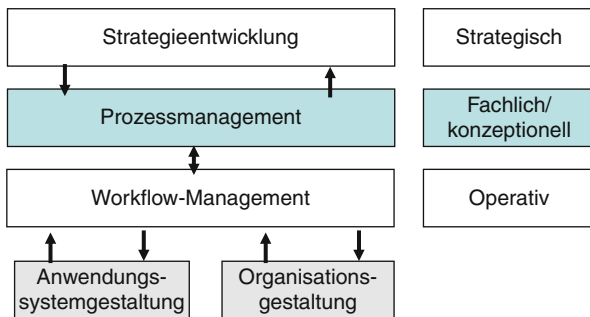 Strategieentwicklung
Strategisch
Prozessmanagement
Fachlich/
konzeptionell
Workflow-Management
Operativ
Anwendungs-
systemgestaltung
Organisations-
gestaltung